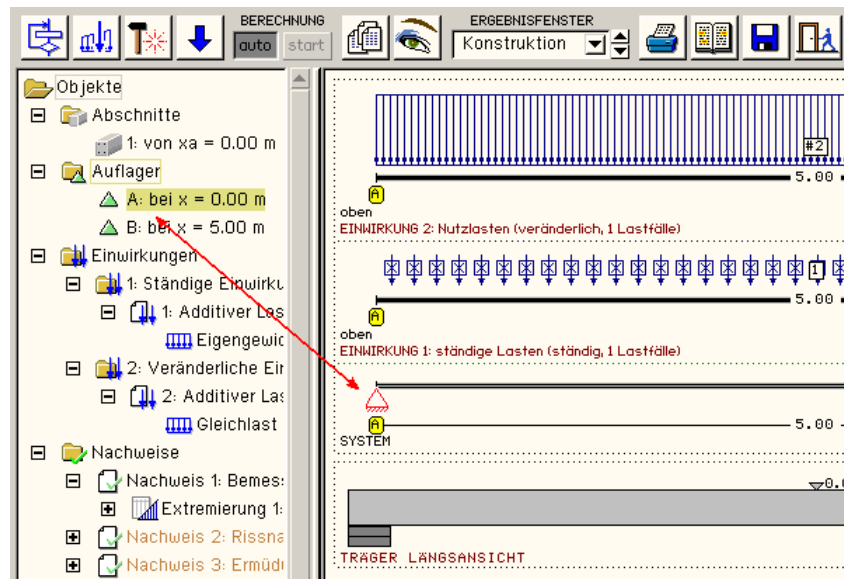 BERECHNUNG
auto start
ERGEBNISFENSTER
Konstruktion
Objekte
Abschnitte
1: von xa = 0.00 m
Auflager
A: bei x = 0.00 m
B: bei x = 5.00 m
Einwirkungen
1: Ständige Einwirku
1: Additiver Las
Eigengewic
2: Veränderliche Ein
2: Additiver Las
Gleichlast
Nachweise
Nachweis 1: Bemes
Extremierung 1:
Nachweis 2: Rissna
Nachweis 3: Ermüdu
#2
5.00
A
oben
EINWIRKUNG 2: Nutzlasten (veränderlich, 1 Lastfälle)
1
5.00
A
oben
EINWIRKUNG 1: ständige Lasten (ständig, 1 Lastfälle)
A
5.00
SYSTEM
0.0
TRÄGER LÄNGSANSICHT